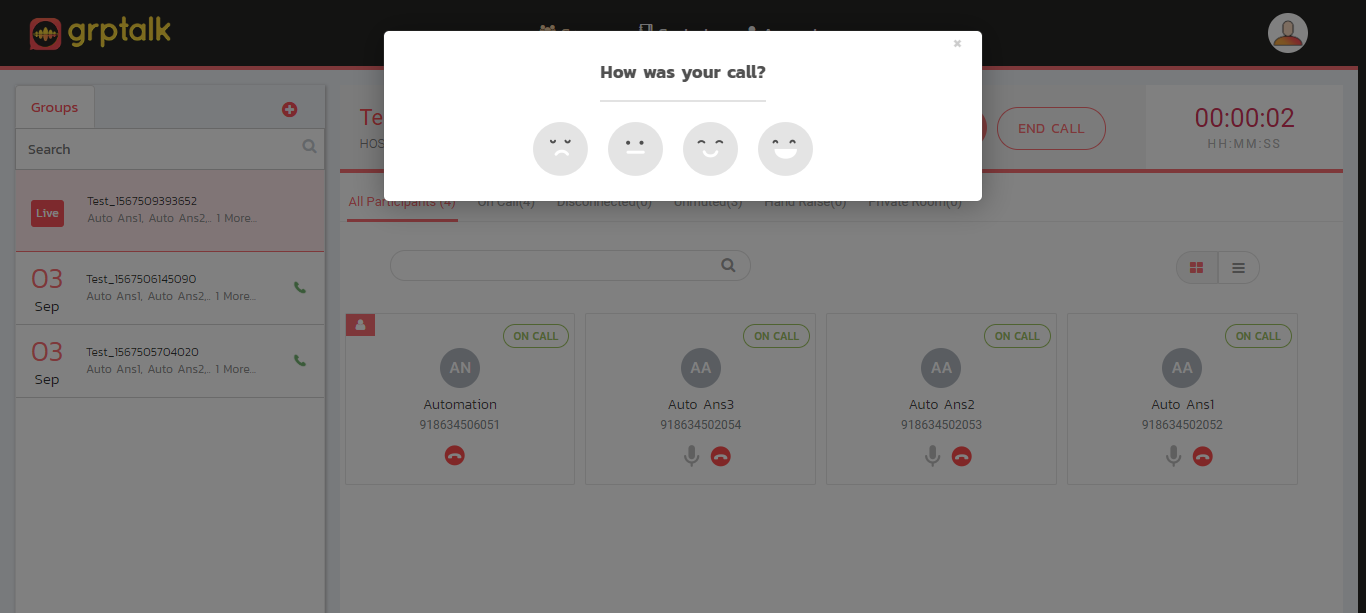 grptalk
How was your call?
Groups
Search
Live
Test_1567509393652
Auto Ans1, Auto Ans2,.. 1 More...
03
Sep
Test_1567506145090
Auto Ans1, Auto Ans2,.. 1 More...
03
Sep
Test_1567505704020
Auto Ans1, Auto Ans2,.. 1 More...
END CALL
00:00:02
HH:MM:SS
All Participants (4)
On Call(4)
Disconnected(0)
Unmuted(3)
Hand Raise(0)
Private Room(0)
ON CALL
AN
Automation
918634506051
ON CALL
AA
Auto Ans3
918634502054
ON CALL
AA
Auto Ans2
918634502053
ON CALL
AA
Auto Ans1
918634502052